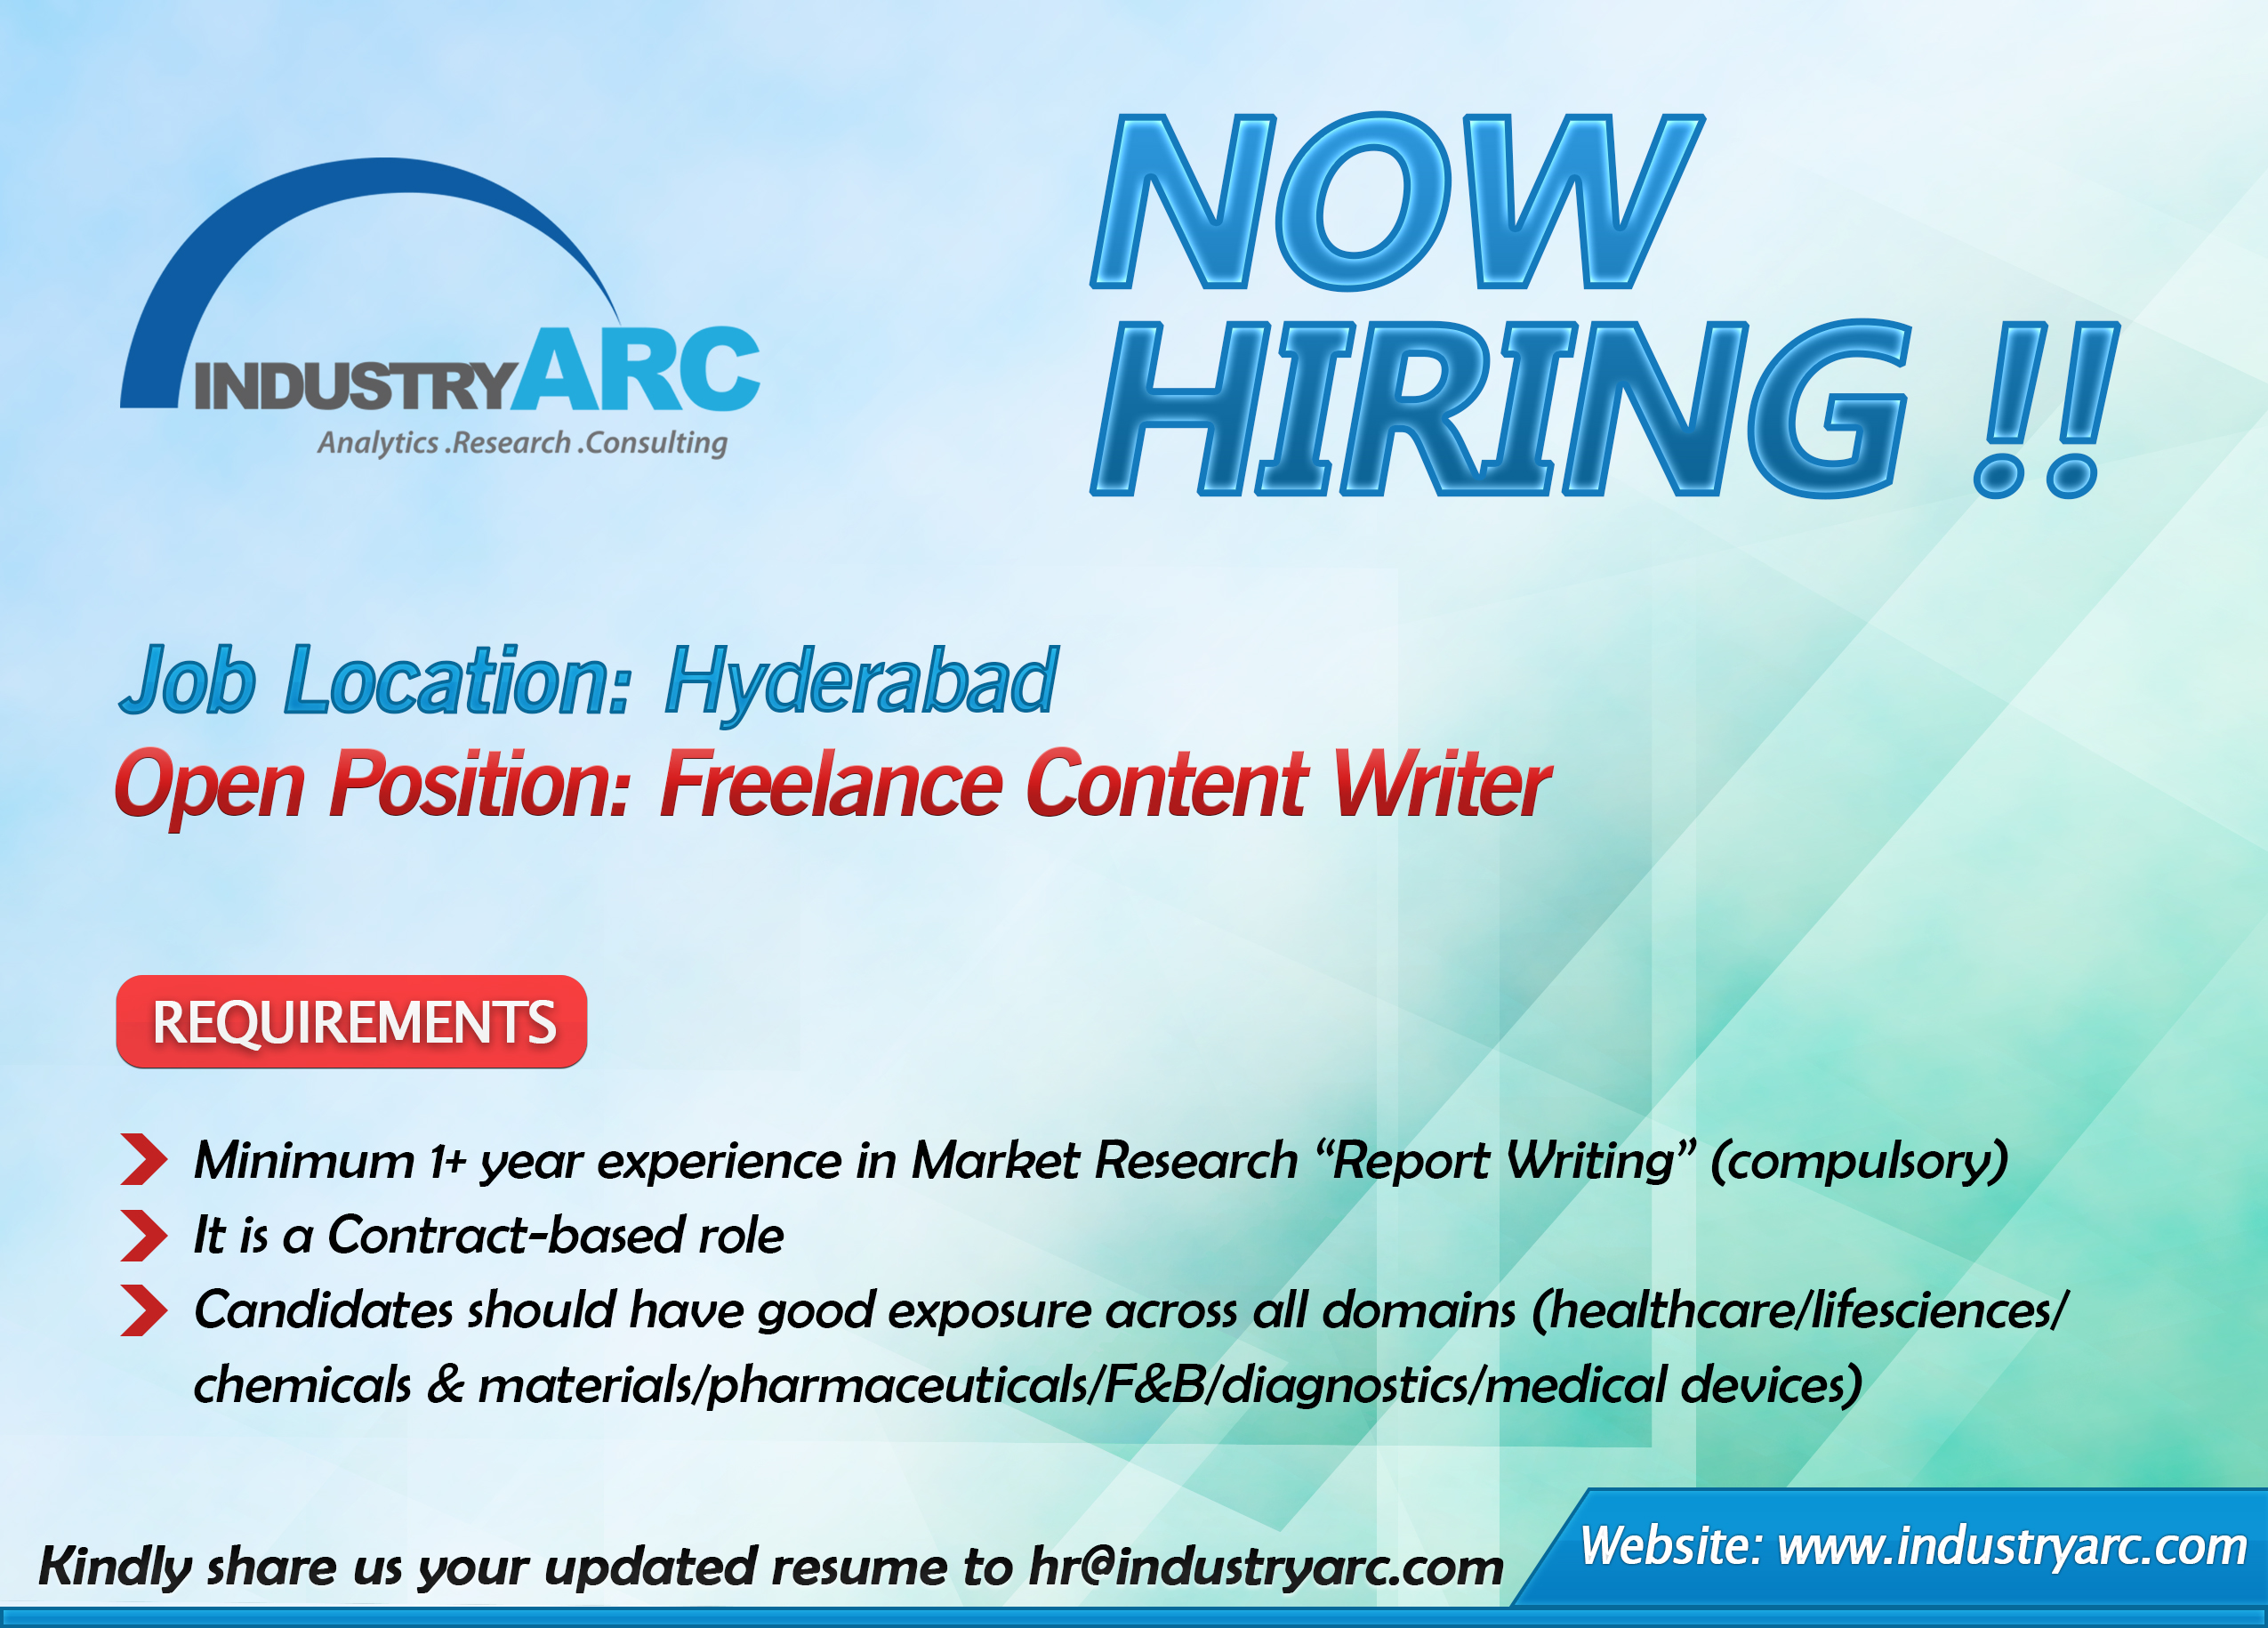 INDUSTRYARC
Analytics .Research .Consulting
NOW
HIRING !!
Job Location: Hyderabad
Open Position: Freelance Content Writer
REQUIREMENTS
Minimum 1+ year experience in Market Research “Report Writing” (compulsory)
It is a Contract-based role
Candidates should have good exposure across all domains (healthcare/lifesciences/
chemicals & materials/pharmaceuticals/F&B/diagnostics/medical devices)
Kindly share us your updated resume to hr@industryarc.com
Website: www.industryarc.com